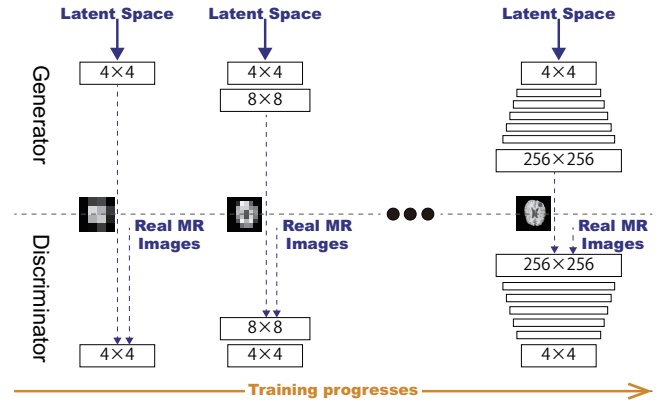 Latent Space
Latent Space
Latent Space
Generator
4×4
4×4
8×8
4×4
256×256
Real MR
Images
Real MR
Images
Real MR
Images
Discriminator
4×4
8×8
4×4
256×256
4×4
Training progresses